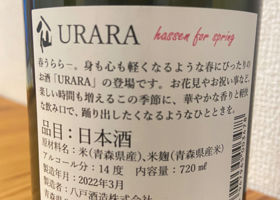 仙 URARA hassen for spring
春うらら−。身も心も軽くなるような春にぴったりの
お酒「URARA」の登場です。お花見やお祝い事など、
楽しい時間も増えるこの季節に、華やかな香りと軽快
な飲み口で、踊り出したくなるようなひとときを。
品目：日本酒
原材料名：米(青森県産)、米麹(青森県産米)
アルコール分：14度 内容量：720㎖
製造年月：2022年3月
製造者：八戸酒造株式会社